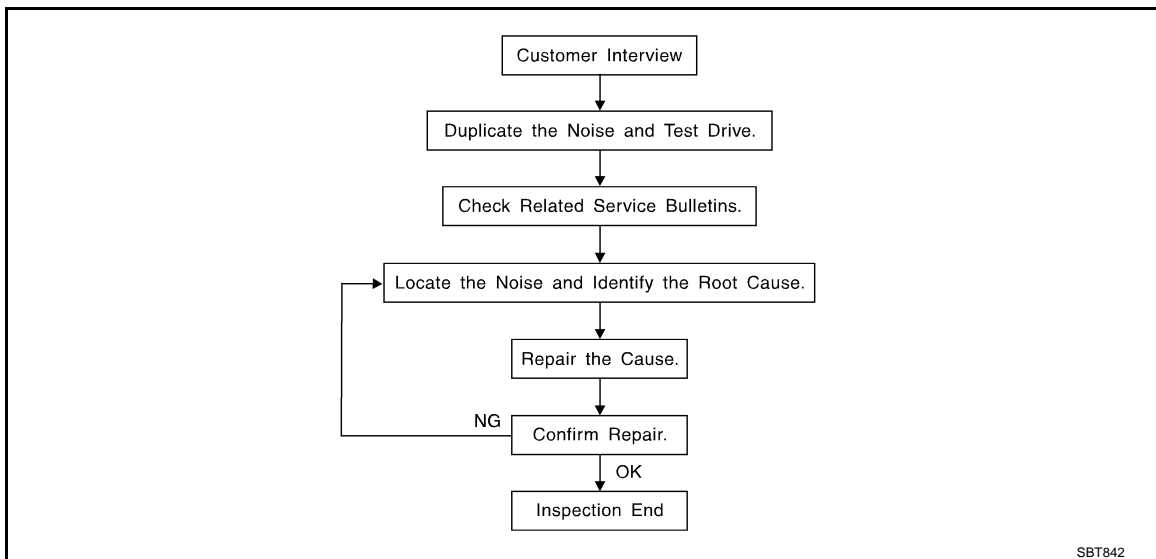 Customer Interview
Duplicate the Noise and Test Drive.
Check Related Service Bulletins.
Locate the Noise and Identify the Root Cause.
Repair the Cause.
NG
Confirm Repair.
OK
Inspection End
SBT842